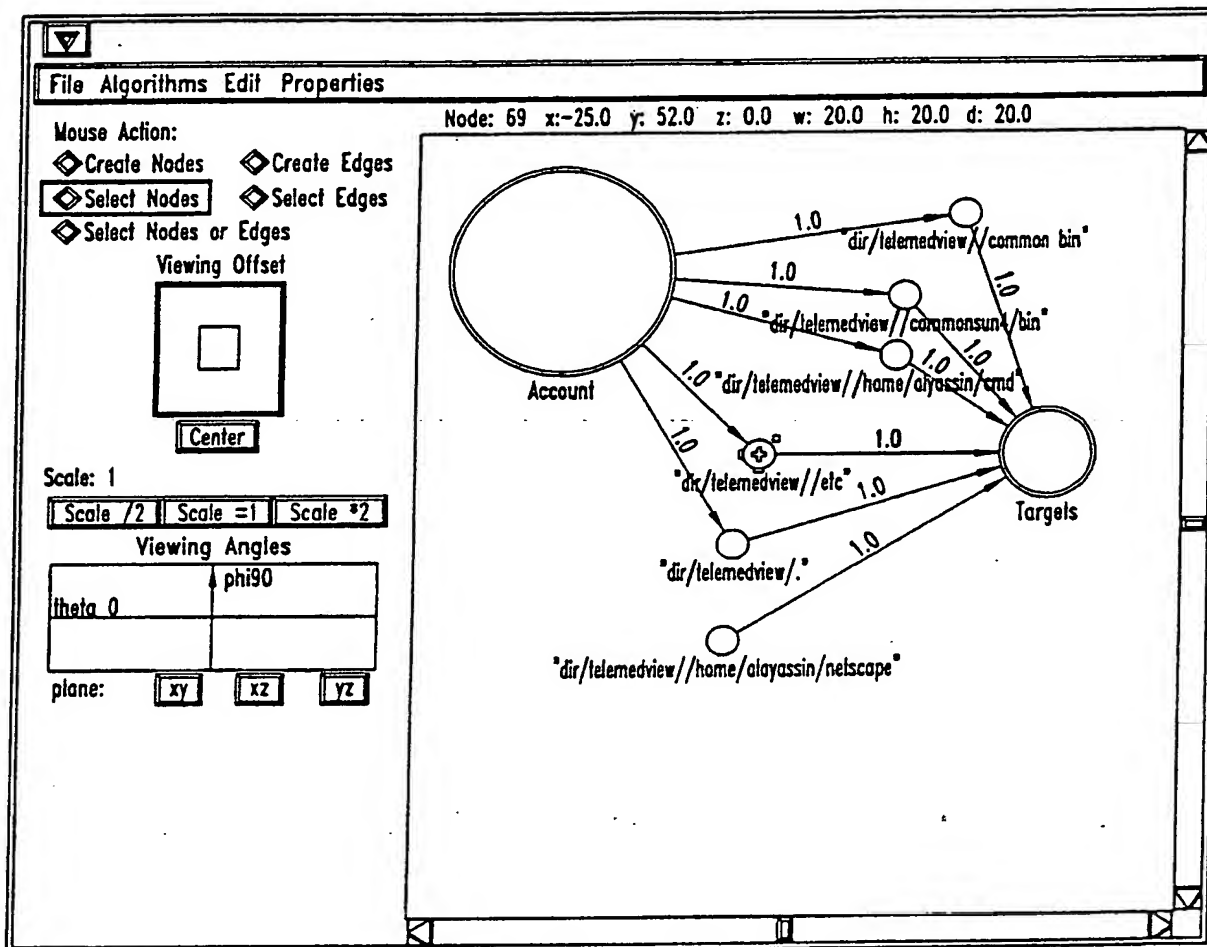 File Algorithms Edit Properties
Node: 69 x:-25.0 y: 52.0 z: 0.0 w: 20.0 h: 20.0 d: 20.0
Mouse Action:
Create Nodes Create Edges
Select Nodes Select Edges
Select Nodes or Edges
Viewing Offset
Center
Scale: 1
Scale /2 Scale =1 Scale *2
Viewing Angles
phi90
theta 0
plane: xy xz yz
1.0
"dir/telemedview//common bin"
1.0
1.0
1.0
"dir/telemedview//commonsun4/bin"
1.0
1.0
"dir/telemedview//home/alyassin/cmd"
1.0
Account
1.0
1.0
"dir/telemedview//etc"
1.0
Targets
"dir/telemedview/."
1.0
"dir/telemedview//home/alayassin/netscape"